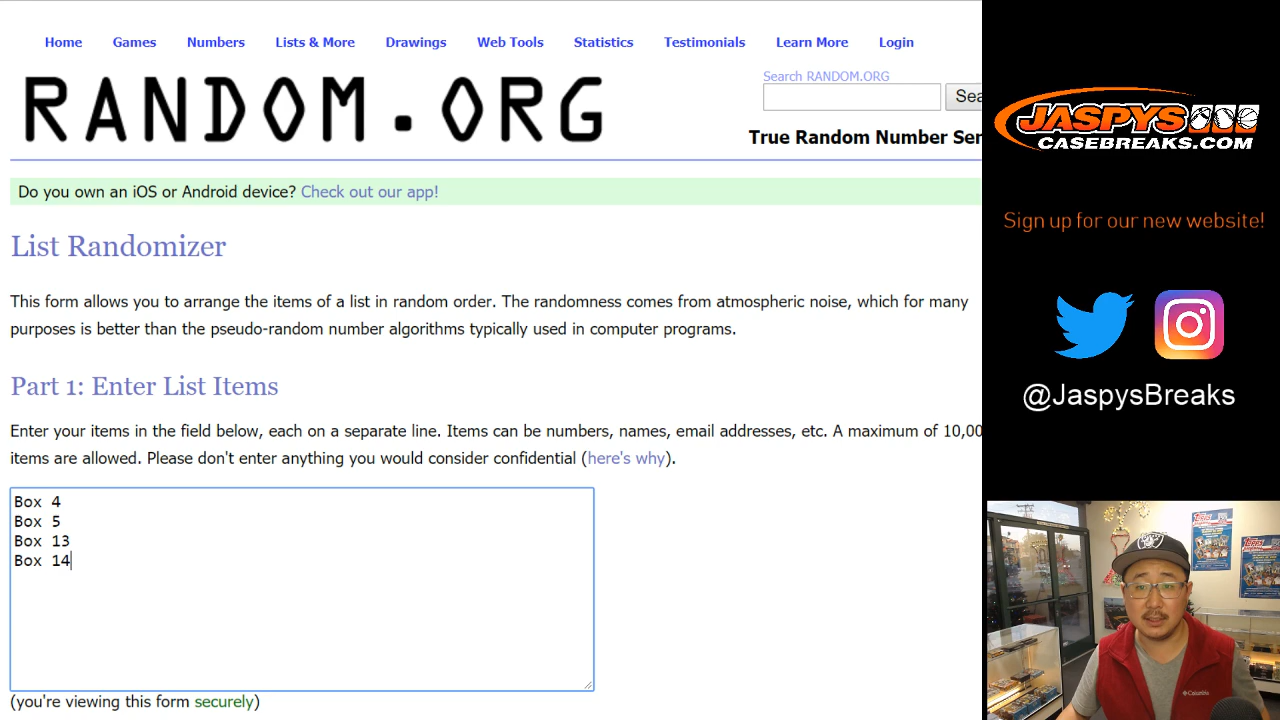 Home Games Numbers Lists & More Drawings Web Tools Statistics Testimonials Learn More Login
RANDOM.ORG
Search RANDOM.ORG
Sea
True Random Number Ser
Do you own an iOS or Android device? Check out our app!
List Randomizer
This form allows you to arrange the items of a list in random order. The randomness comes from atmospheric noise, which for many
purposes is better than the pseudo-random number algorithms typically used in computer programs.
Part 1: Enter List Items
Enter your items in the field below, each on a separate line. Items can be numbers, names, email addresses, etc. A maximum of 10,00
items are allowed. Please don't enter anything you would consider confidential (here's why).
Box 4
Box 5
Box 13
Box 14
(you're viewing this form securely)
JASPYS
CASEBREAKS.COM
Sign up for our new website!
@JaspysBreaks
TOPPS
TOPPS
Columbia